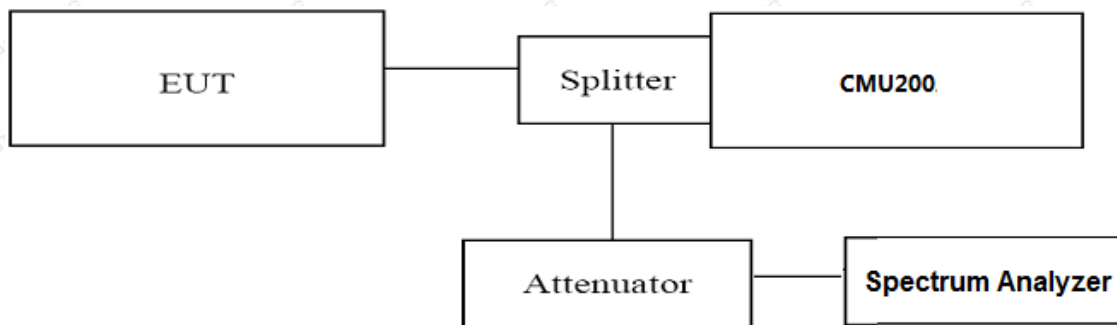 EUT
Splitter
CMU200
Attenuator
Spectrum Analyzer